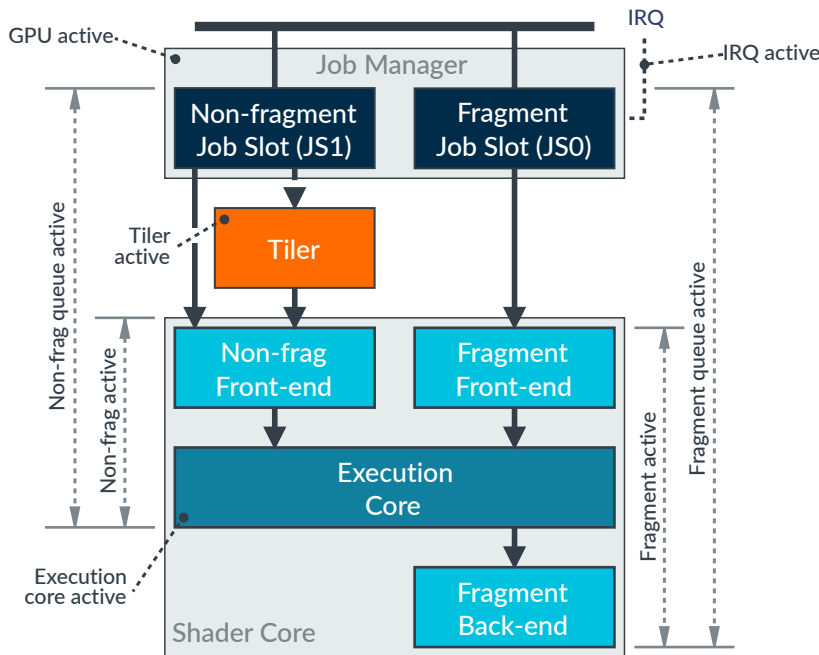 IRQ
GPU active
IRQ active
Job Manager
Non-fragment
Job Slot (JS1)
Fragment
Job Slot (JS0)
Tiler
active
Tiler
Non-frag queue active
Non-frag active
Non-frag
Front-end
Fragment
Front-end
Fragment active
Fragment queue active
Execution
Core
Execution
core active
Fragment
Back-end
Shader Core